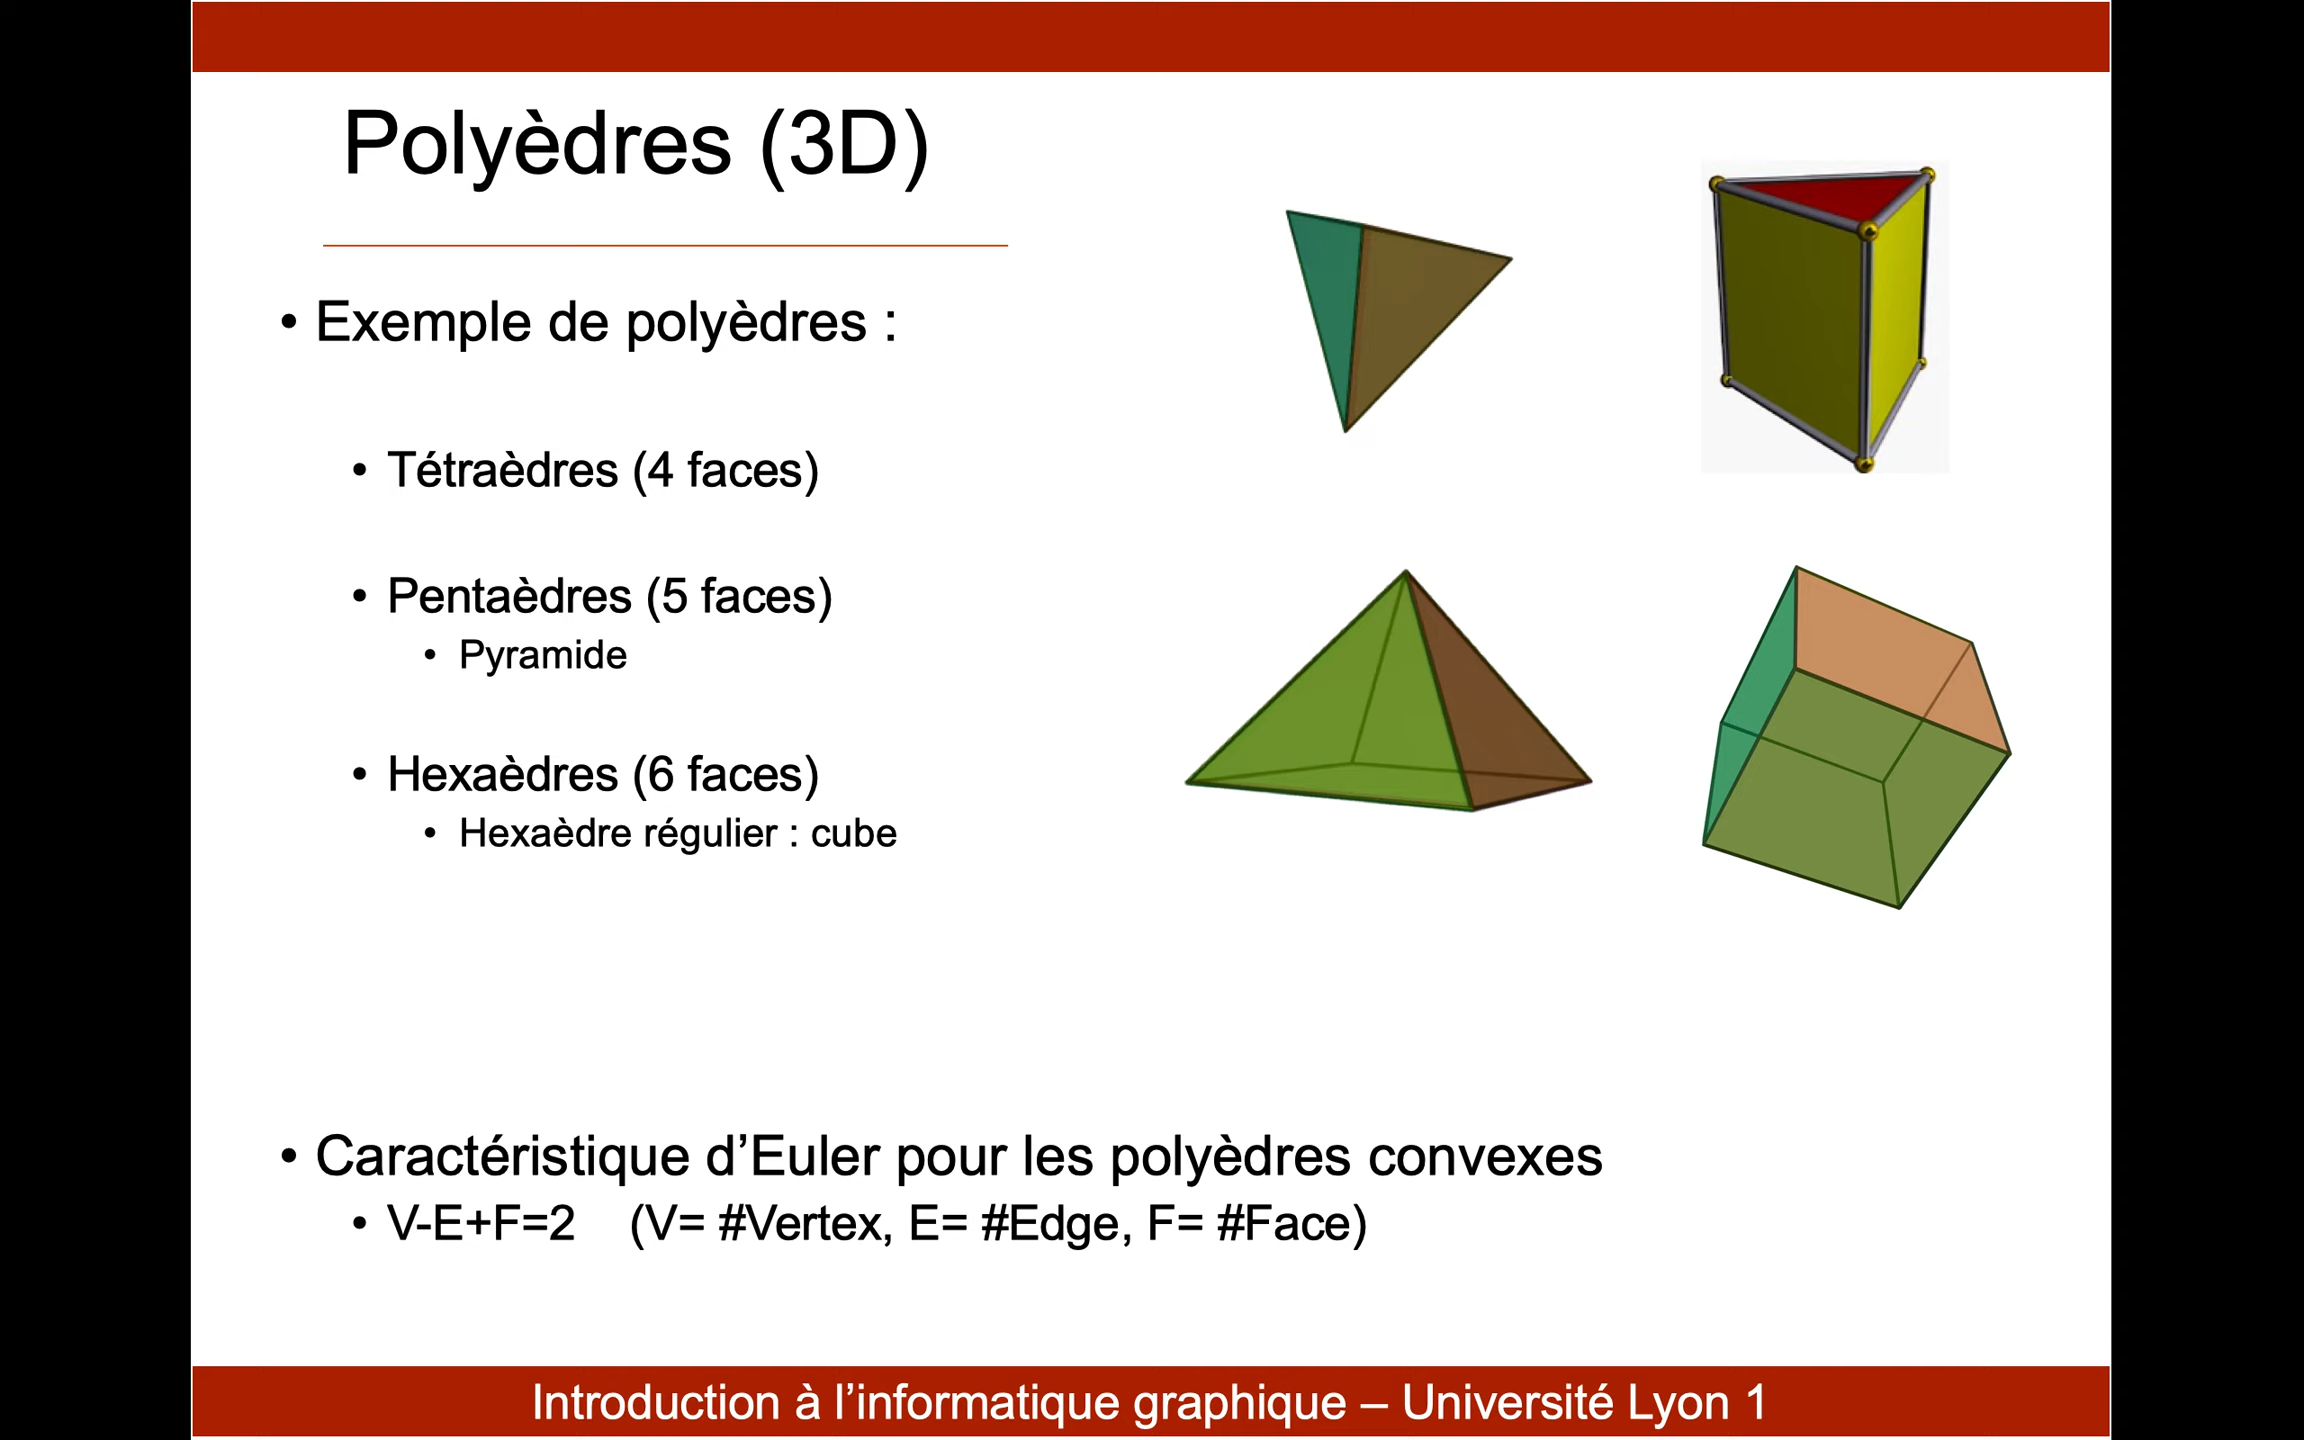 Polyèdres (3D)
• Exemple de polyèdres :
• Tétraèdres (4 faces)
• Pentaèdres (5 faces)
• Pyramide
• Hexaèdres (6 faces)
• Hexaèdre régulier : cube
• Caractéristique d’Euler pour les polyèdres convexes
• V-E+F=2 (V= #Vertex, E= #Edge, F= #Face)
Introduction à l’informatique graphique – Université Lyon 1